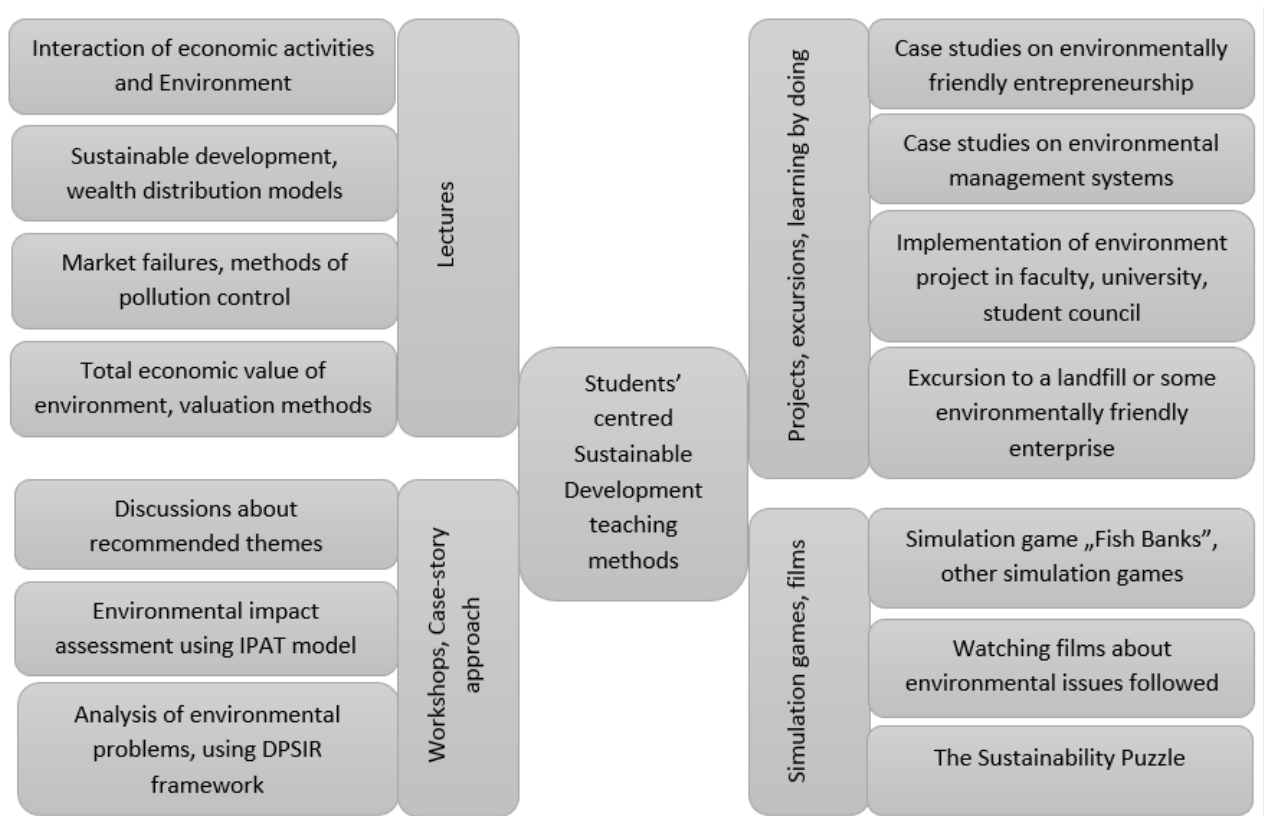 Interaction of economic activities
and Environment
Sustainable development,
wealth distribution models
Market failures, methods of
pollution control
Total economic value of
environment, valuation methods
Lectures
Discussions about
recommended themes
Environmental impact
assessment using IPAT model
Analysis of environmental
problems, using DPSIR
framework
Workshops, Case-story
approach
Students’
centred
Sustainable
Development
teaching
methods
Projects, excursions, learning by doing
Case studies on environmentally
friendly entrepreneurship
Case studies on environmental
management systems
Implementation of environment
project in faculty, university,
student council
Excursion to a landfill or some
environmentally friendly
enterprise
Simulation games, films
Simulation game „Fish Banks”,
other simulation games
Watching films about
environmental issues followed
The Sustainability Puzzle